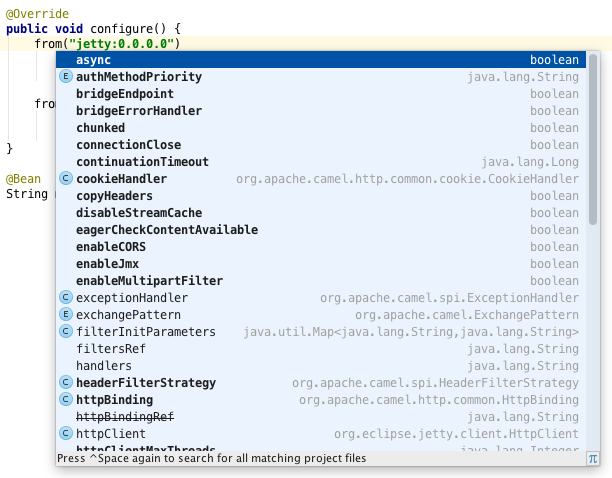 @Override
public void configure() {
from("jetty:0.0.0.0")
async boolean
E authMethodPriority java.lang.String
bridgeEndpoint boolean
bridgeErrorHandler boolean
chunked boolean
connectionClose boolean
continuationTimeout java.lang.Long
C cookieHandler org.apache.camel.http.common.cookie.CookieHandler
copyHeaders boolean
disableStreamCache boolean
eagerCheckContentAvailable boolean
enableCORS boolean
enableJmx boolean
enableMultipartFilter boolean
C exceptionHandler org.apache.camel.spi.ExceptionHandler
E exchangePattern org.apache.camel.ExchangePattern
C filterInitParameters java.util.Map<java.lang.String,java.lang.String>
filtersRef java.lang.String
handlers java.lang.String
C headerFilterStrategy org.apache.camel.spi.HeaderFilterStrategy
C httpBinding org.apache.camel.http.common.HttpBinding
httpBindingRef java.lang.String
C httpClient org.eclipse.jetty.client.HttpClient
httpClientMaxThreads java.lang.Integer
Press ^Space again to search for all matching project files π
fro
}
@Bean
String